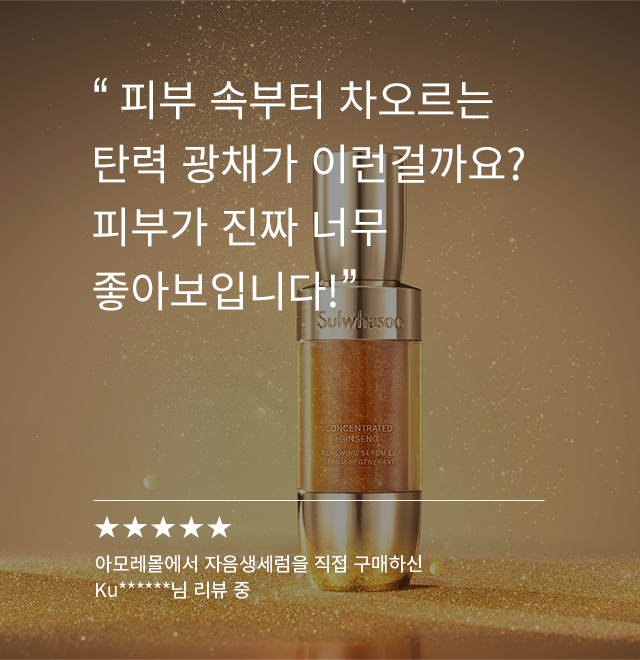 “ 피부 속부터 차오르는
탄력 광채가 이런걸까요?
피부가 진짜 너무
좋아보입니다!”
Sulwhasoo
CONCENTRATED
GINSENG
RENEWING SERUM EX
SÉRUM RÉGÉNÉRANT
★★★★★
아모레몰에서 자음생세럼을 직접 구매하신
Ku******님 리뷰 중